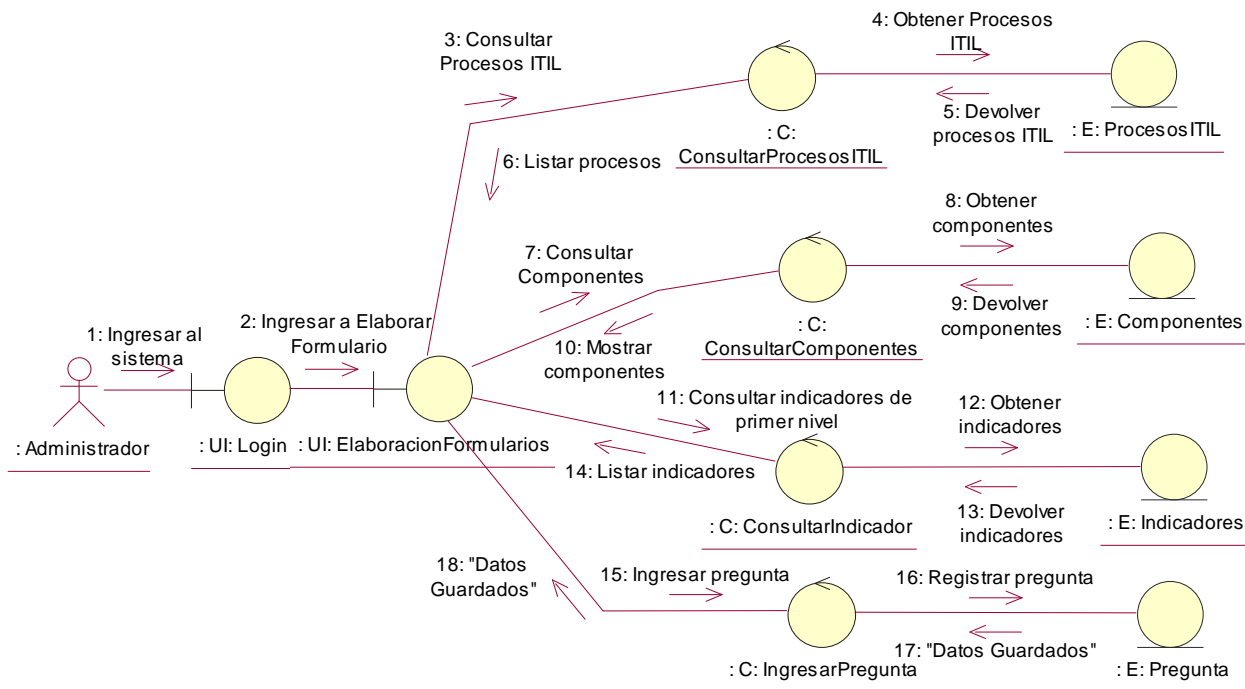 3: Consultar
Procesos ITIL
4: Obtener Procesos
ITIL
5: Devolver
procesos ITIL
: C:
ConsultarProcesosITIL
: E: ProcesosITIL
6: Listar procesos
7: Consultar
Componentes
8: Obtener
componentes
9: Devolver
componentes
: C:
ConsultarComponentes
: E: Componentes
10: Mostrar
componentes
1: Ingresar al
sistema
2: Ingresar a Elaborar
Formulario
: Administrador
: UI: Login
: UI: ElaboracionFormularios
11: Consultar indicadores de
primer nivel
12: Obtener
indicadores
14: Listar indicadores
13: Devolver
indicadores
: C: ConsultarIndicador
: E: Indicadores
18: "Datos
Guardados"
15: Ingresar pregunta
16: Registrar pregunta
17: "Datos Guardados"
: C: IngresarPregunta
: E: Pregunta